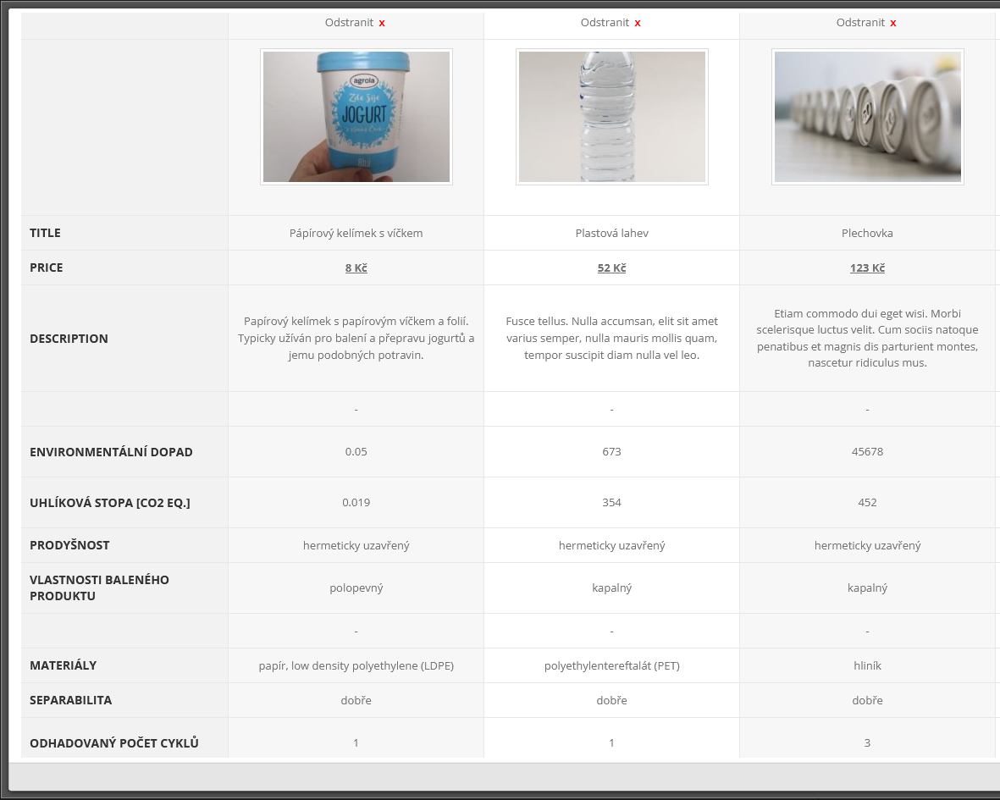 Odstranit x Odstranit x Odstranit x
agrola
Zde žije
JOGURT
Bílý
TITLE Pápírový kelímek s víčkem Plastová lahev Plechovka
PRICE 8 Kč 52 Kč 123 Kč
DESCRIPTION
Papírový kelímek s papírovým víčkem a folií.
Typicky užíván pro balení a přepravu jogurtů a
jemu podobných potravin.
Fusce tellus. Nulla accumsan, elit sit amet
varius semper, nulla mauris mollis quam,
tempor suscipit diam nulla vel leo.
Etiam commodo dui eget wisi. Morbi
scelerisque luctus velit. Cum sociis natoque
penatibus et magnis dis parturient montes,
nascetur ridiculus mus.
- - -
ENVIRONMENTÁLNÍ DOPAD 0.05 673 45678
UHLÍKOVÁ STOPA [CO2 EQ.] 0.019 354 452
PRODYŠNOST hermeticky uzavřený hermeticky uzavřený hermeticky uzavřený
VLASTNOSTI BALENÉHO
PRODUKTU polopevný kapalný kapalný
- - -
MATERIÁLY papír, low density polyethylene (LDPE) polyethylentereftalát (PET) hliník
SEPARABILITA dobře dobře dobře
ODHADOVANÝ POČET CYKLŮ 1 1 3